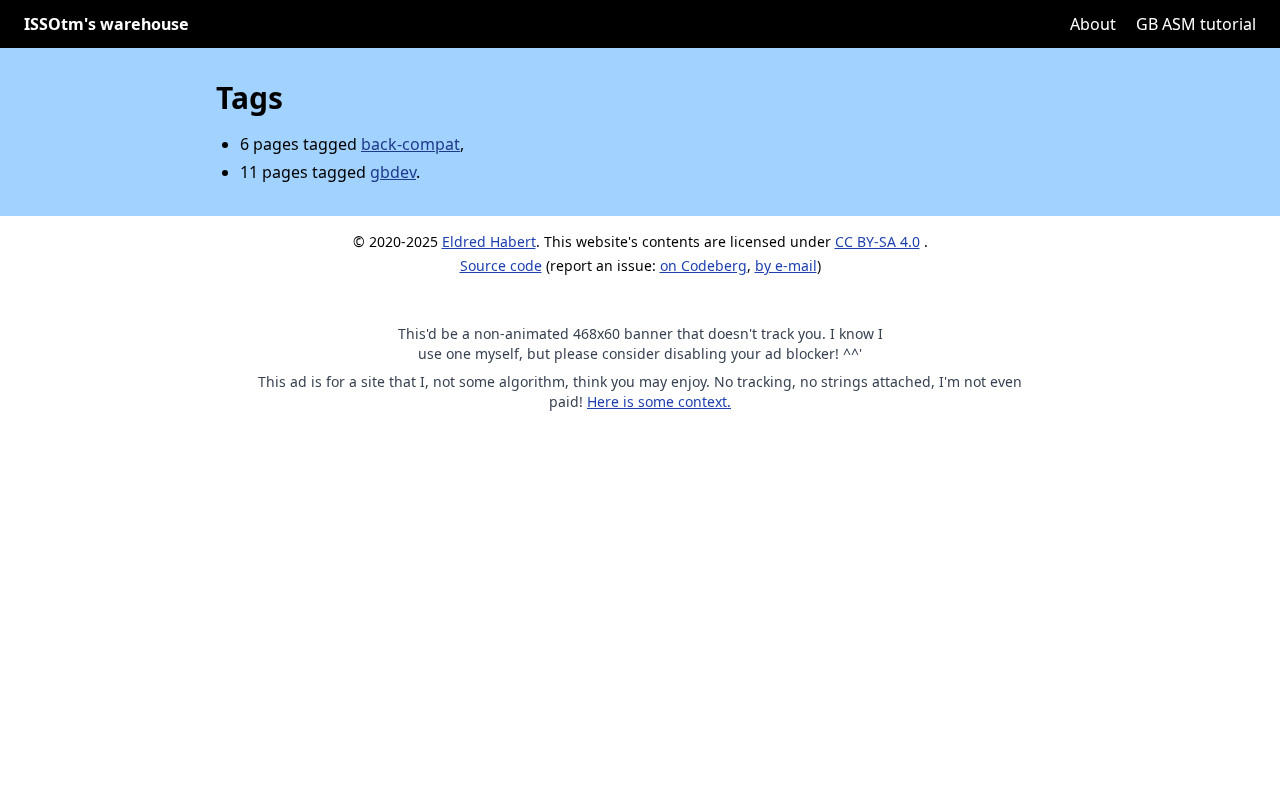 ISSOtm's warehouse
About
GB ASM tutorial
Tags
6 pages tagged back-compat,
11 pages tagged gbdev.
© 2020-2025 Eldred Habert. This website's contents are licensed under CC BY-SA 4.0 .
Source code (report an issue: on Codeberg, by e-mail)
This'd be a non-animated 468x60 banner that doesn't track you. I know I
use one myself, but please consider disabling your ad blocker! ^^'
This ad is for a site that I, not some algorithm, think you may enjoy. No tracking, no strings attached, I'm not even
paid! Here is some context.